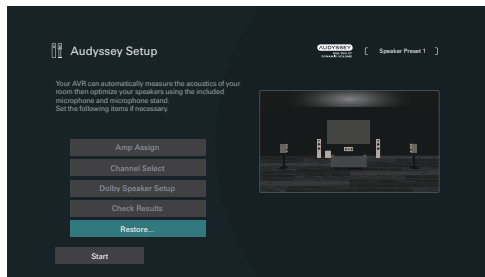 Audyssey Setup
AUDYSSEY
MULTEQ XT
DYNAMIC VOLUME
[ Speaker Preset 1 ]
Your AVR can automatically measure the acoustics of your
room then optimize your speakers using the included
microphone and microphone stand.
Set the following items if necessary.
Amp Assign
Channel Select
Dolby Speaker Setup
Check Results
Restore...
Start